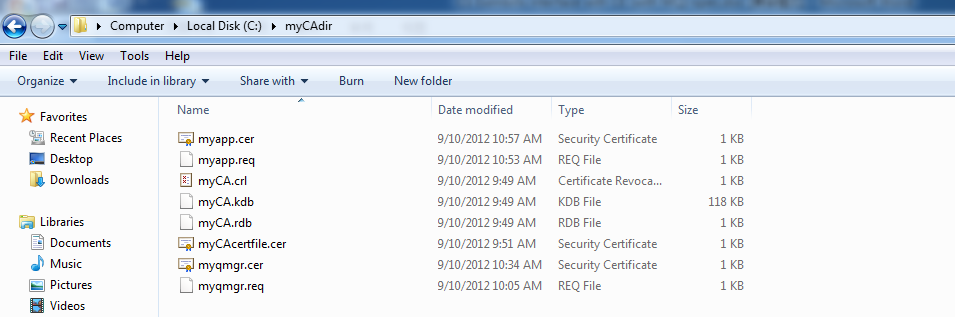 Computer Local Disk (C:) myCAdir
File Edit View Tools Help
Organize Include in library Share with Burn New folder
Favorites
Recent Places
Desktop
Downloads
Libraries
Documents
Music
Pictures
Videos
Name Date modified Type Size
myapp.cer 9/10/2012 10:57 AM Security Certificate 1 KB
myapp.req 9/10/2012 10:53 AM REQ File 1 KB
myCA.crl 9/10/2012 9:49 AM Certificate Revoca... 1 KB
myCA.kdb 9/10/2012 9:49 AM KDB File 118 KB
myCA.rdb 9/10/2012 9:49 AM RDB File 1 KB
myCAcertfile.cer 9/10/2012 9:51 AM Security Certificate 1 KB
myqmgr.cer 9/10/2012 10:34 AM Security Certificate 1 KB
myqmgr.req 9/10/2012 10:05 AM REQ File 1 KB